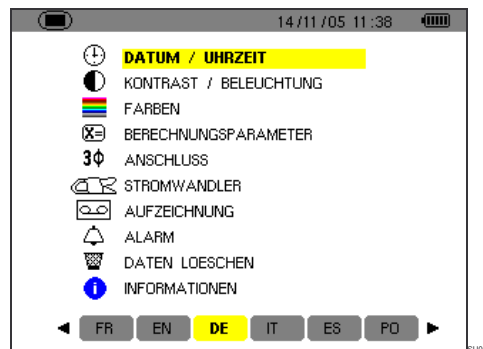 14/11/05 11:38
DATUM / UHRZEIT
KONTRAST / BELEUCHTUNG
FARBEN
BERECHNUNGSPARAMETER
3Φ ANSCHLUSS
STROMWANDLER
AUFZEICHNUNG
ALARM
DATEN LOESCHEN
INFORMATIONEN
FR EN DE IT ES PO